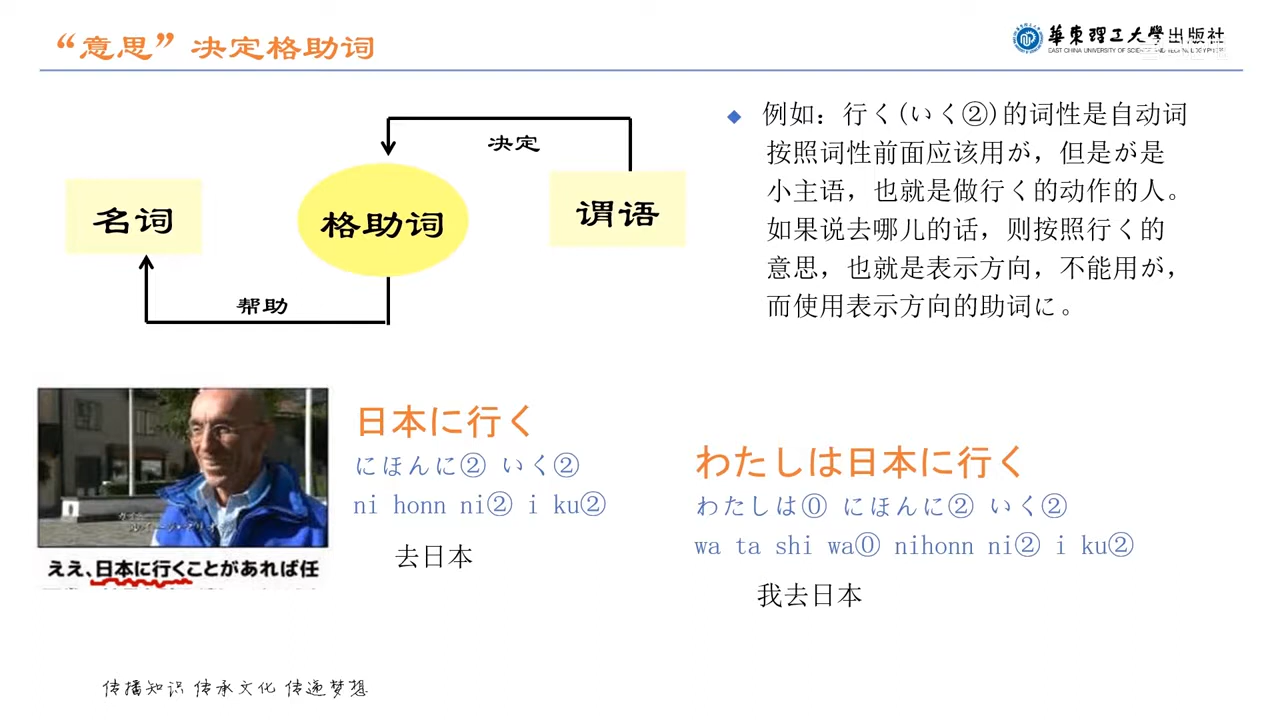 “意思”决定格助词
華東理工大學出版社
决定
名词
格助词
谓语
帮助
◆ 例如：行く(いく②)的词性是自动词
按照词性前面应该用が，但是が是
小主语，也就是做行く的动作的人。
如果说去哪儿的话，则按照行く的
意思，也就是表示方向，不能用が，
而使用表示方向的助词に。
ええ、日本に行くことがあれば任
日本に行く
にほんに② いく②
ni honn ni② i ku②
去日本
わたしは日本に行く
わたしは⓪ にほんに② いく②
wa ta shi wa⓪ nihonn ni② i ku②
我去日本
传播知识 传承文化 传递梦想